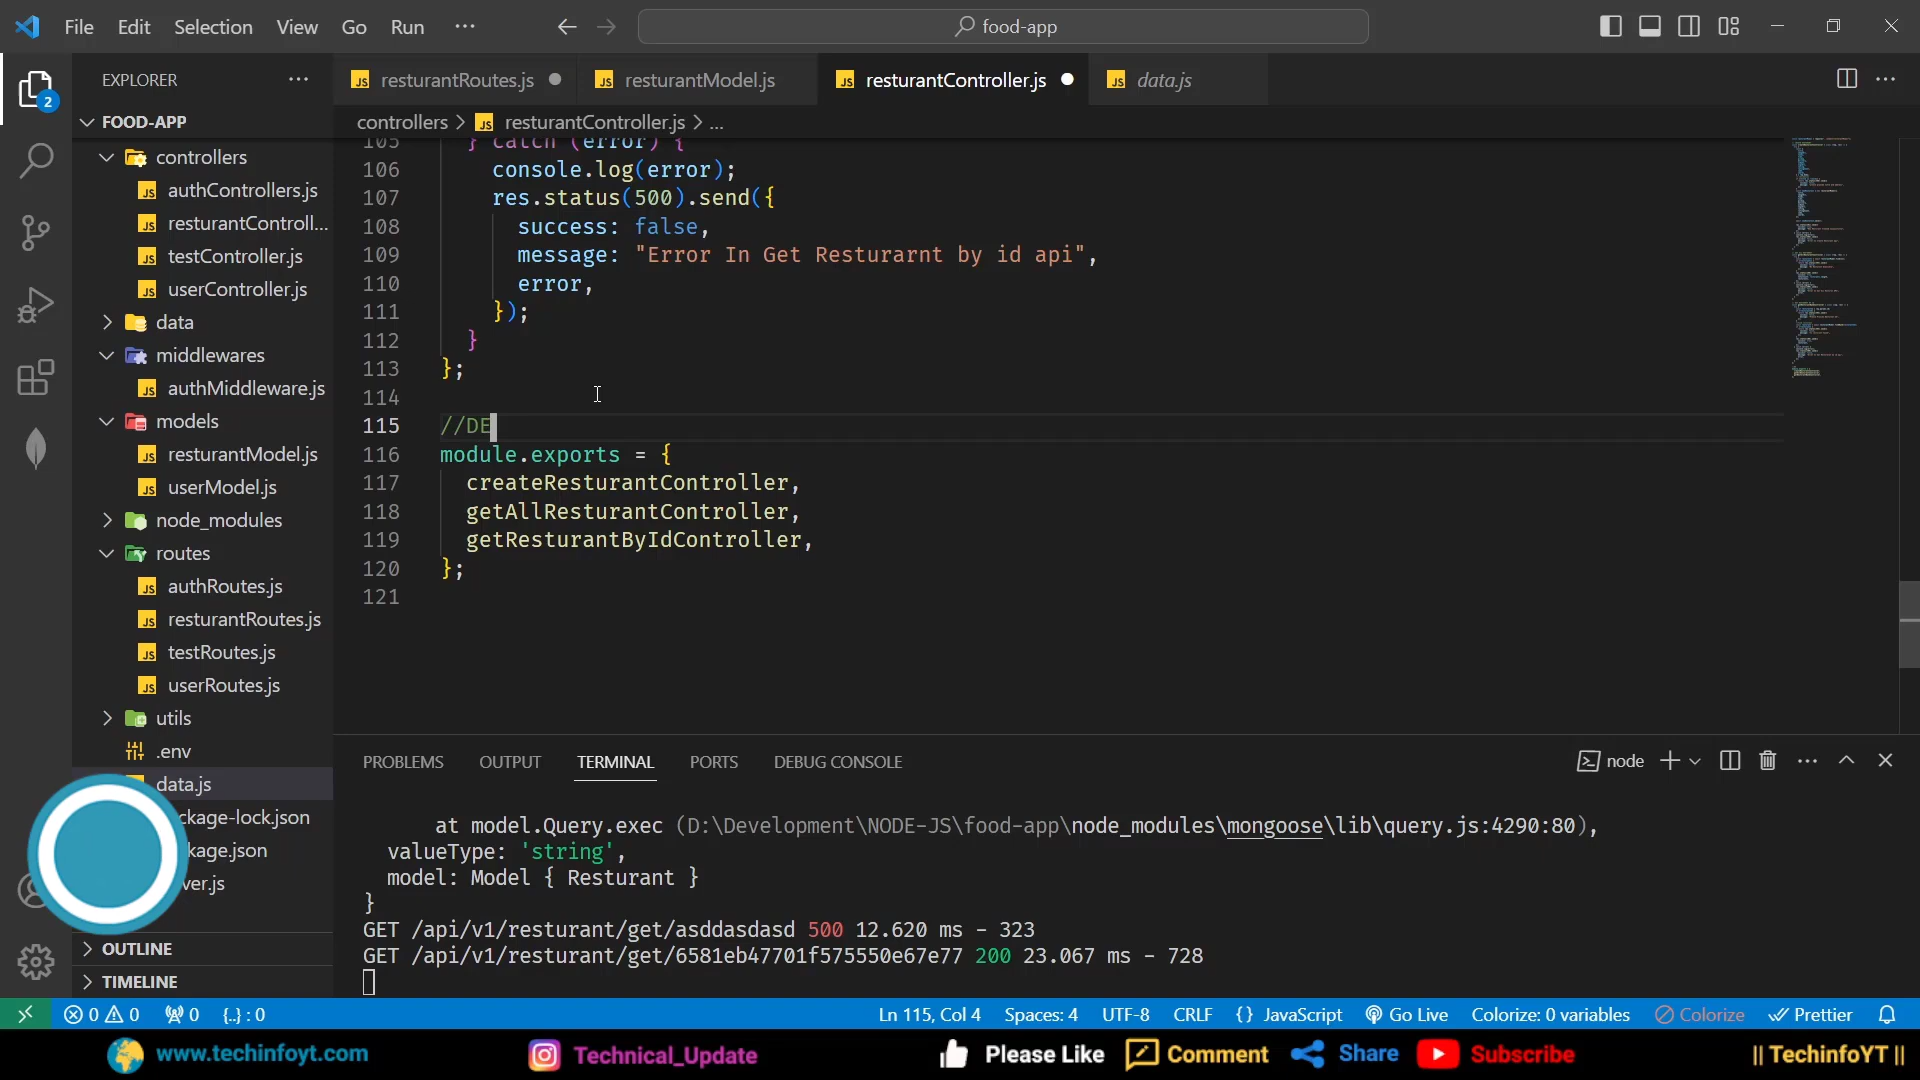 File Edit Selection View Go Run ···
food-app
EXPLORER ···
resturantRoutes.js
resturantModel.js
resturantController.js
data.js
FOOD-APP
controllers > resturantController.js > ...
controllers
authControllers.js
resturantControll...
testController.js
userController.js
data
middlewares
authMiddleware.js
models
resturantModel.js
userModel.js
node_modules
routes
authRoutes.js
resturantRoutes.js
testRoutes.js
userRoutes.js
utils
.env
data.js
ckage-lock.json
kage.json
ver.js
OUTLINE
TIMELINE
2
105 } catch (error) {
106 console.log(error);
107 res.status(500).send({
108 success: false,
109 message: "Error In Get Resturarnt by id api",
110 error,
111 });
112 }
113 };
114
115 //DE
116 module.exports = {
117 createResturantController,
118 getAllResturantController,
119 getResturantByIdController,
120 };
121
PROBLEMS OUTPUT TERMINAL PORTS DEBUG CONSOLE
node
at model.Query.exec (D:\Development\NODE-JS\food-app\node_modules\mongoose\lib\query.js:4290:80),
valueType: 'string',
model: Model { Resturant }
}
GET /api/v1/resturant/get/asddasdasd 500 12.620 ms - 323
GET /api/v1/resturant/get/6581eb47701f575550e67e77 200 23.067 ms - 728
0 0 0 {..} : 0
Ln 115, Col 4 Spaces: 4 UTF-8 CRLF {} JavaScript Go Live Colorize: 0 variables Colorize Prettier
www.techinfoyt.com Technical_Update Please Like Comment Share Subscribe || TechinfoYT ||